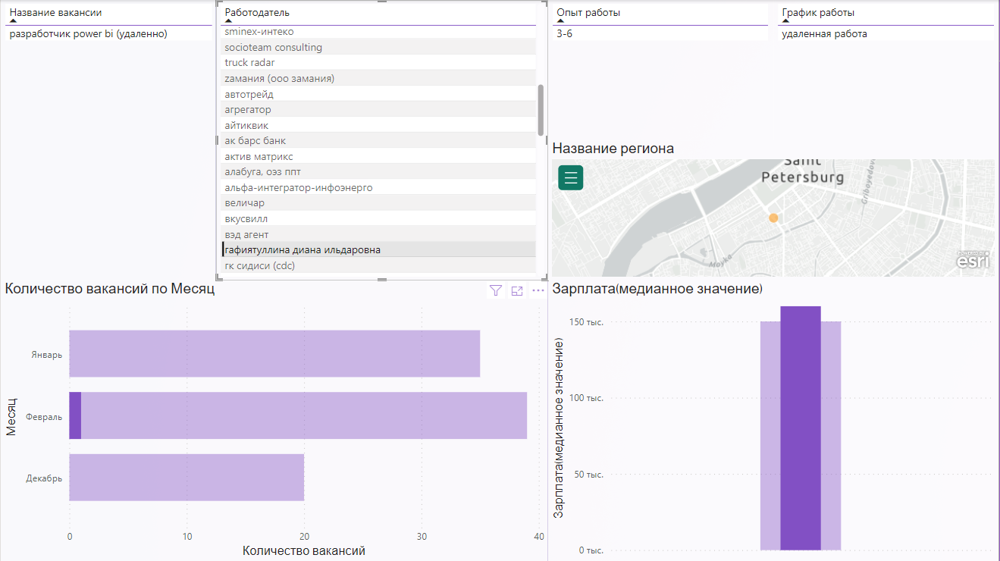 Название вакансии
разработчик power bi (удаленно)
Работодатель
sminex-интеко
socioteam consulting
truck radar
zамания (ооо замания)
автотрейд
агрегатор
айтиквик
ак барс банк
актив матрикс
алабуга, оэз ппт
альфа-интегратор-инфоэнерго
величар
вкусвилл
вэд агент
гафиятуллина диана ильдаровна
гк сидиси (cdc)
Опыт работы
3-6
График работы
удаленная работа
Название региона
Saint
Petersburg
Griboyedov
Moyka
POWERED BY
esri
Количество вакансий по Месяц
Месяц
Январь
Февраль
Декабрь
0 10 20 30 40
Количество вакансий
Зарплата(медианное значение)
Зарплата(медианное значение)
150 тыс.
100 тыс.
50 тыс.
0 тыс.